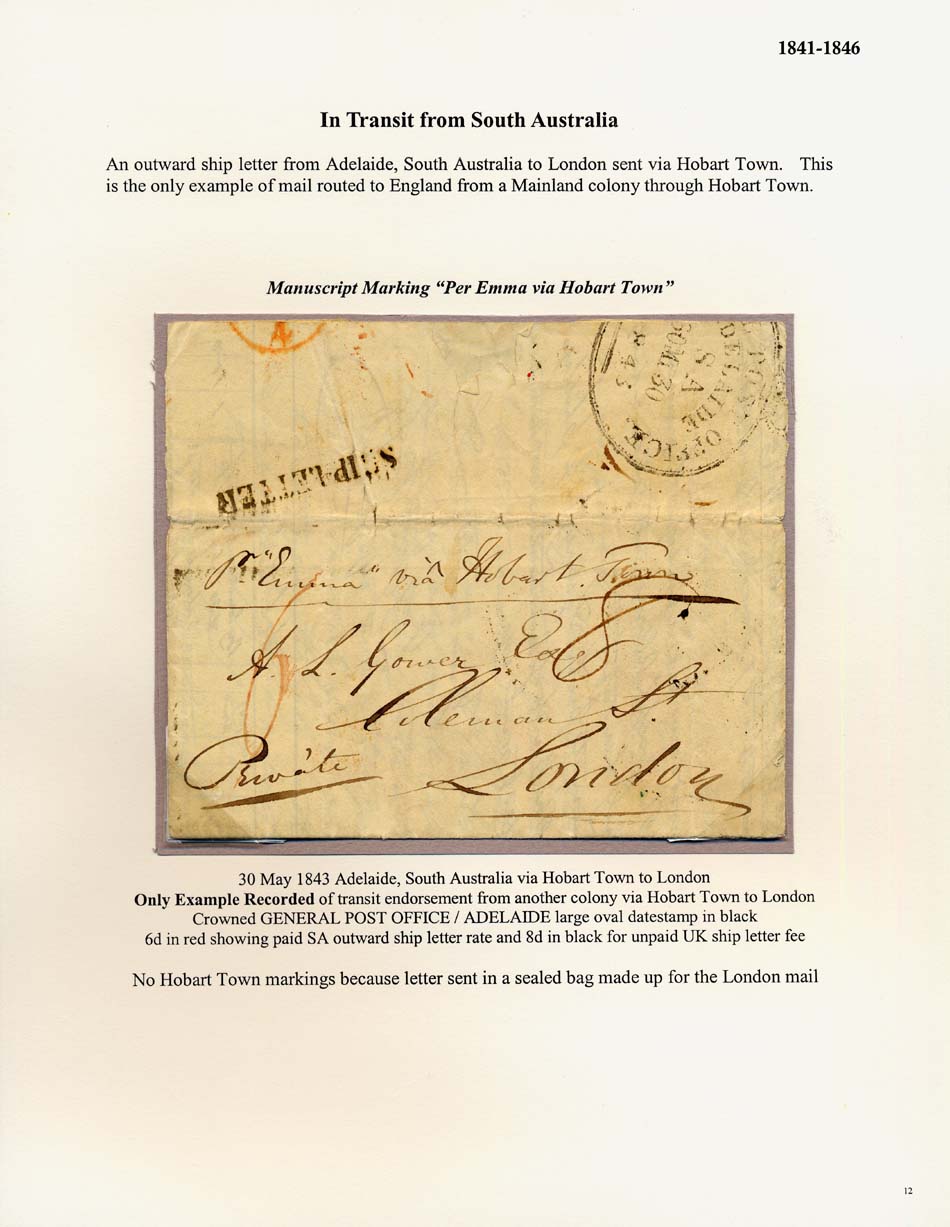 1841-1846
In Transit from South Australia
An outward ship letter from Adelaide, South Australia to London sent via Hobart Town. This
is the only example of mail routed to England from a Mainland colony through Hobart Town.
Manuscript Marking “Per Emma via Hobart Town”
A
OFFICE
ADELAIDE
S A
30
843
SHIP-LETTER
Pr "Emma" viâ Hobart Town
8
A. L. Gower Esq
6
Coleman St
Private
London
30 May 1843 Adelaide, South Australia via Hobart Town to London
Only Example Recorded of transit endorsement from another colony via Hobart Town to London
Crowned GENERAL POST OFFICE / ADELAIDE large oval datestamp in black
6d in red showing paid SA outward ship letter rate and 8d in black for unpaid UK ship letter fee
No Hobart Town markings because letter sent in a sealed bag made up for the London mail
12